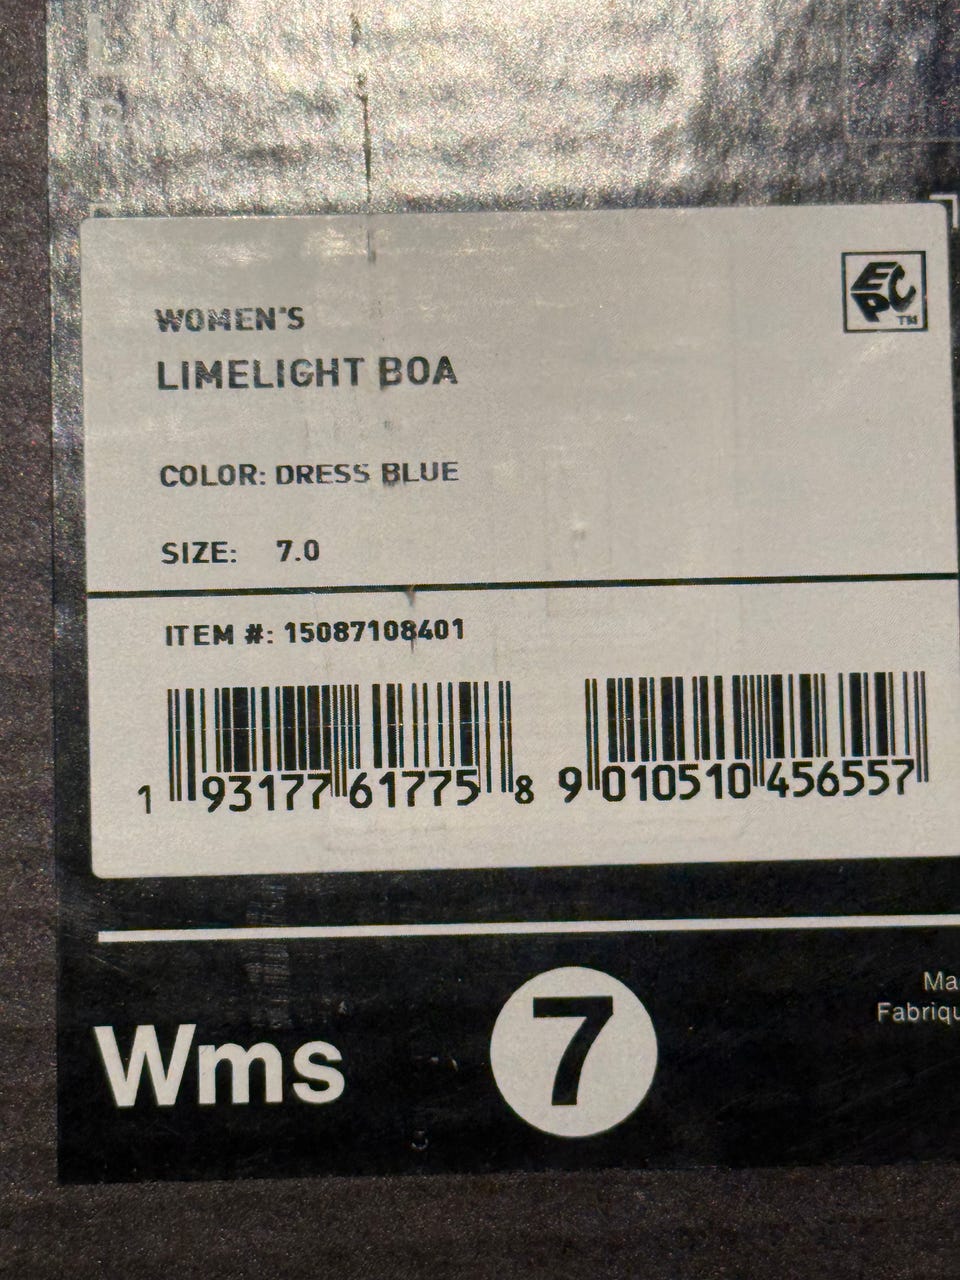 EPC
TM
WOMEN'S
LIMELIGHT BOA
COLOR: DRESS BLUE
SIZE: 7.0
ITEM #: 15087108401
1 93177 61775 8 9 010510 456557
Wms 7
Ma
Fabriqu